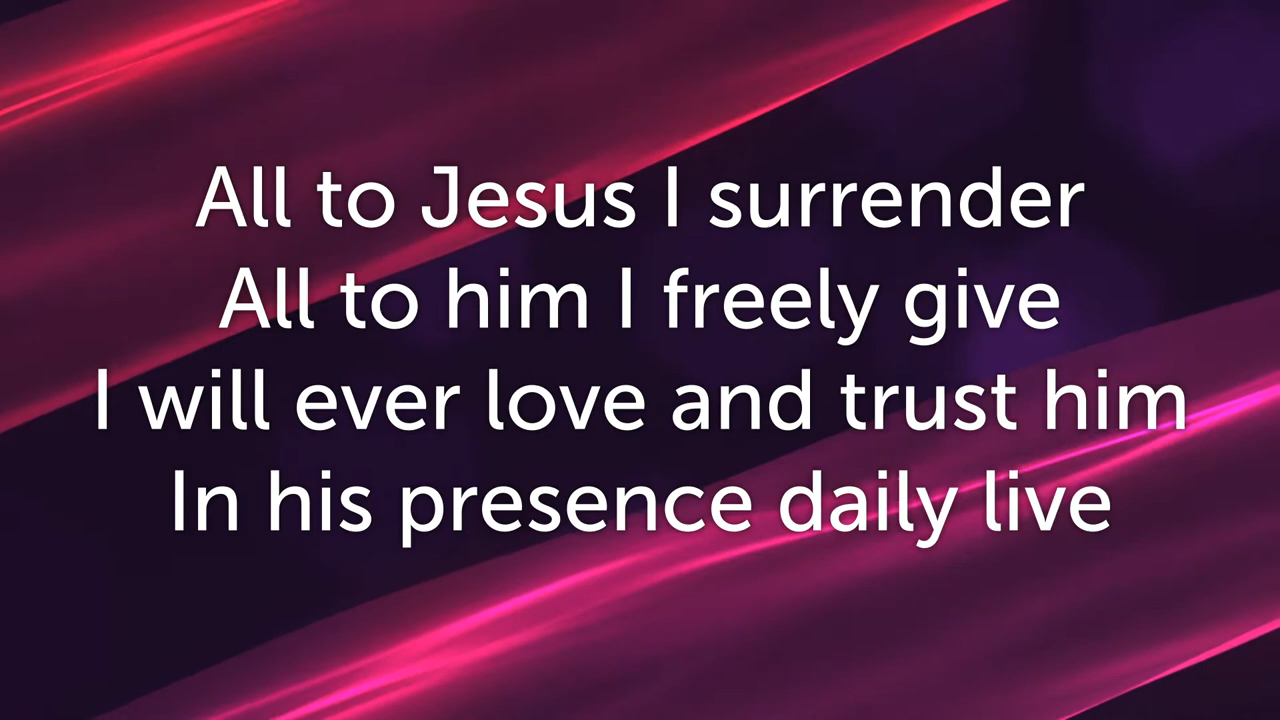 All to Jesus I surrender
All to him I freely give
I will ever love and trust him
In his presence daily live